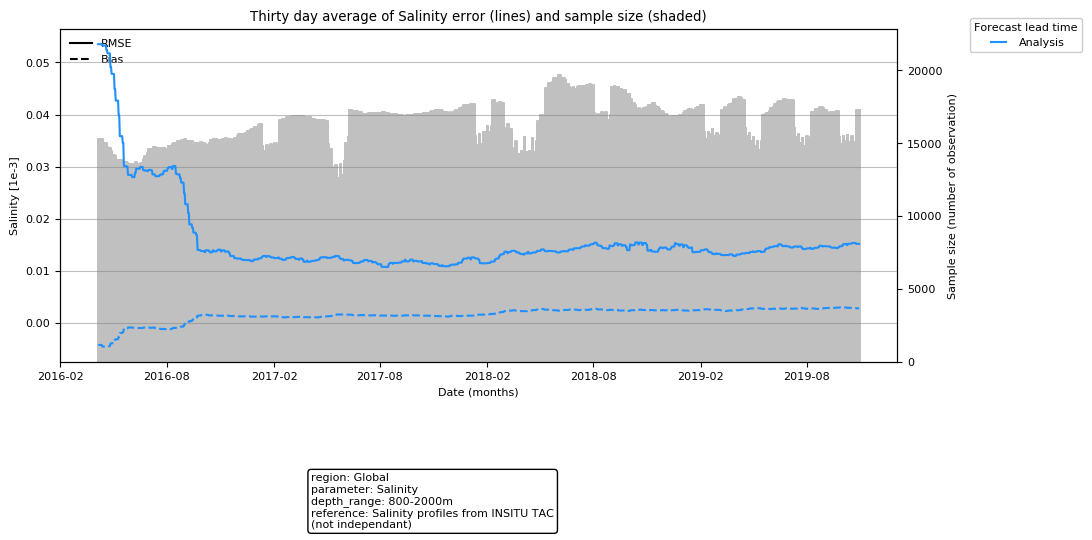 Thirty day average of Salinity error (lines) and sample size (shaded)
Forecast lead time
Analysis
RMSE
Bias
Salinity [1e-3]
0.05
0.04
0.03
0.02
0.01
0.00
20000
15000
10000
5000
0
Sample size (number of observation)
2016-02
2016-08
2017-02
2017-08
2018-02
2018-08
2019-02
2019-08
Date (months)
region: Global
parameter: Salinity
depth_range: 800-2000m
reference: Salinity profiles from INSITU TAC
(not independant)